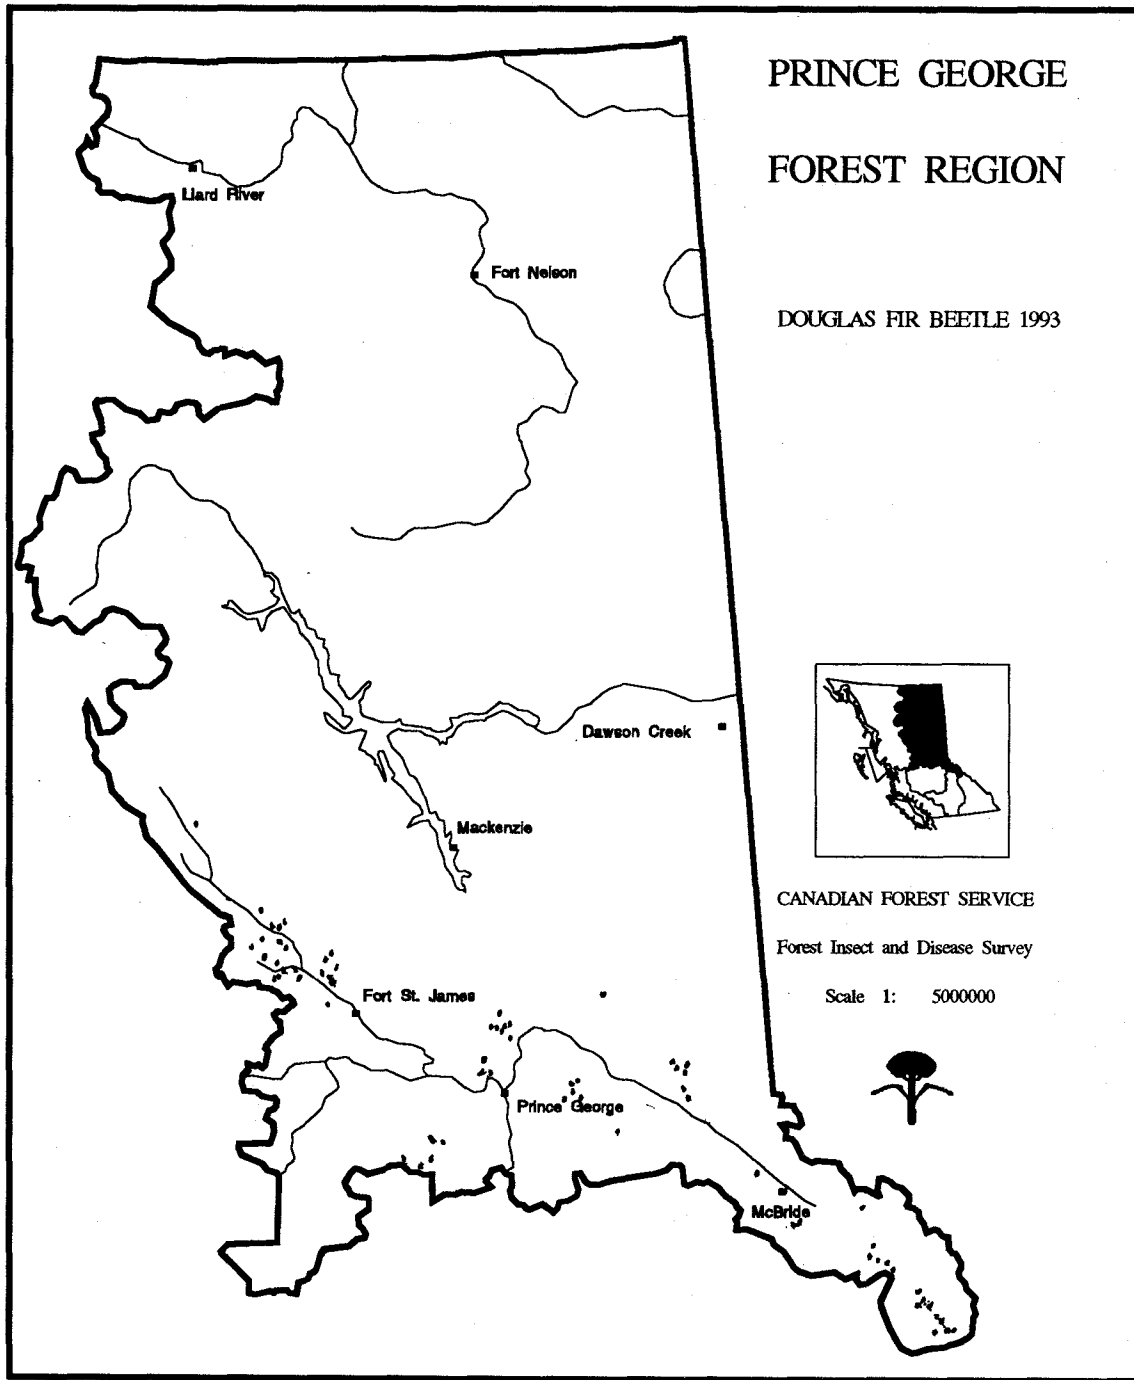 PRINCE GEORGE
FOREST REGION
DOUGLAS FIR BEETLE 1993
Liard River
Fort Nelson
Dawson Creek
Mackenzie
CANADIAN FOREST SERVICE
Forest Insect and Disease Survey
Scale 1: 5000000
Fort St. James
Prince George
McBride